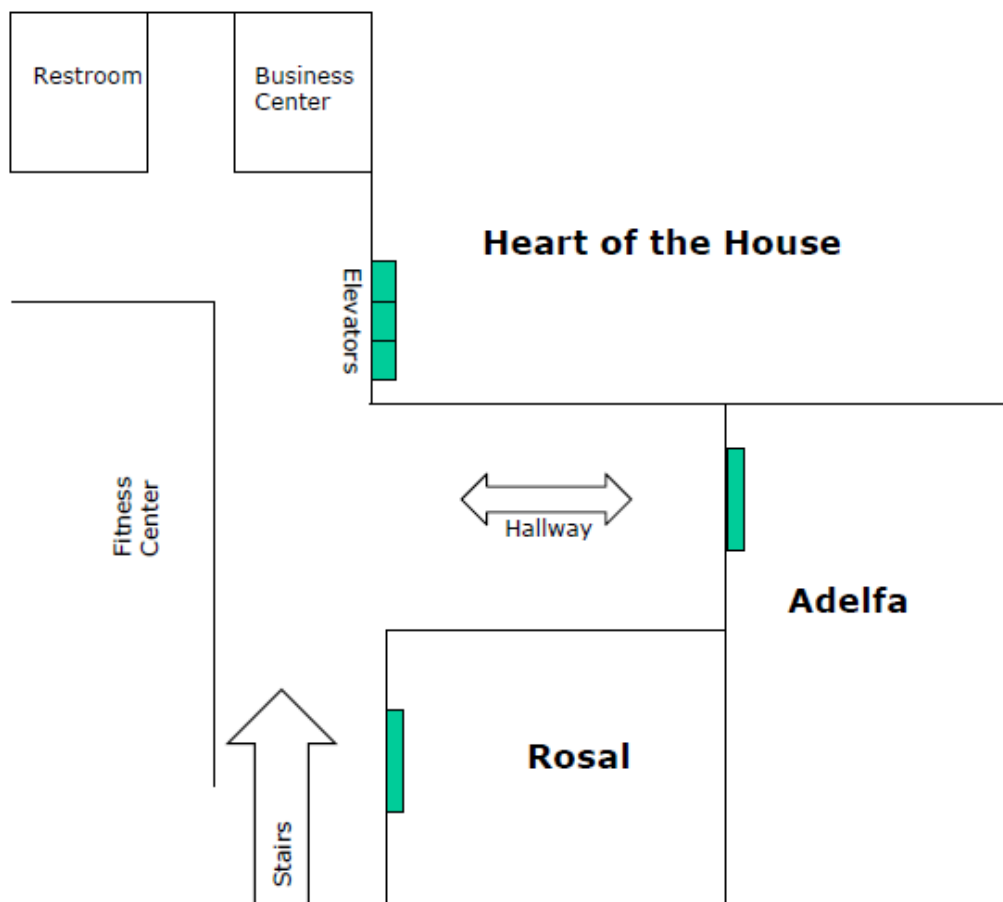 Restroom
Business
Center
Heart of the House
Elevators
Fitness
Center
Hallway
Adelfa
Rosal
Stairs